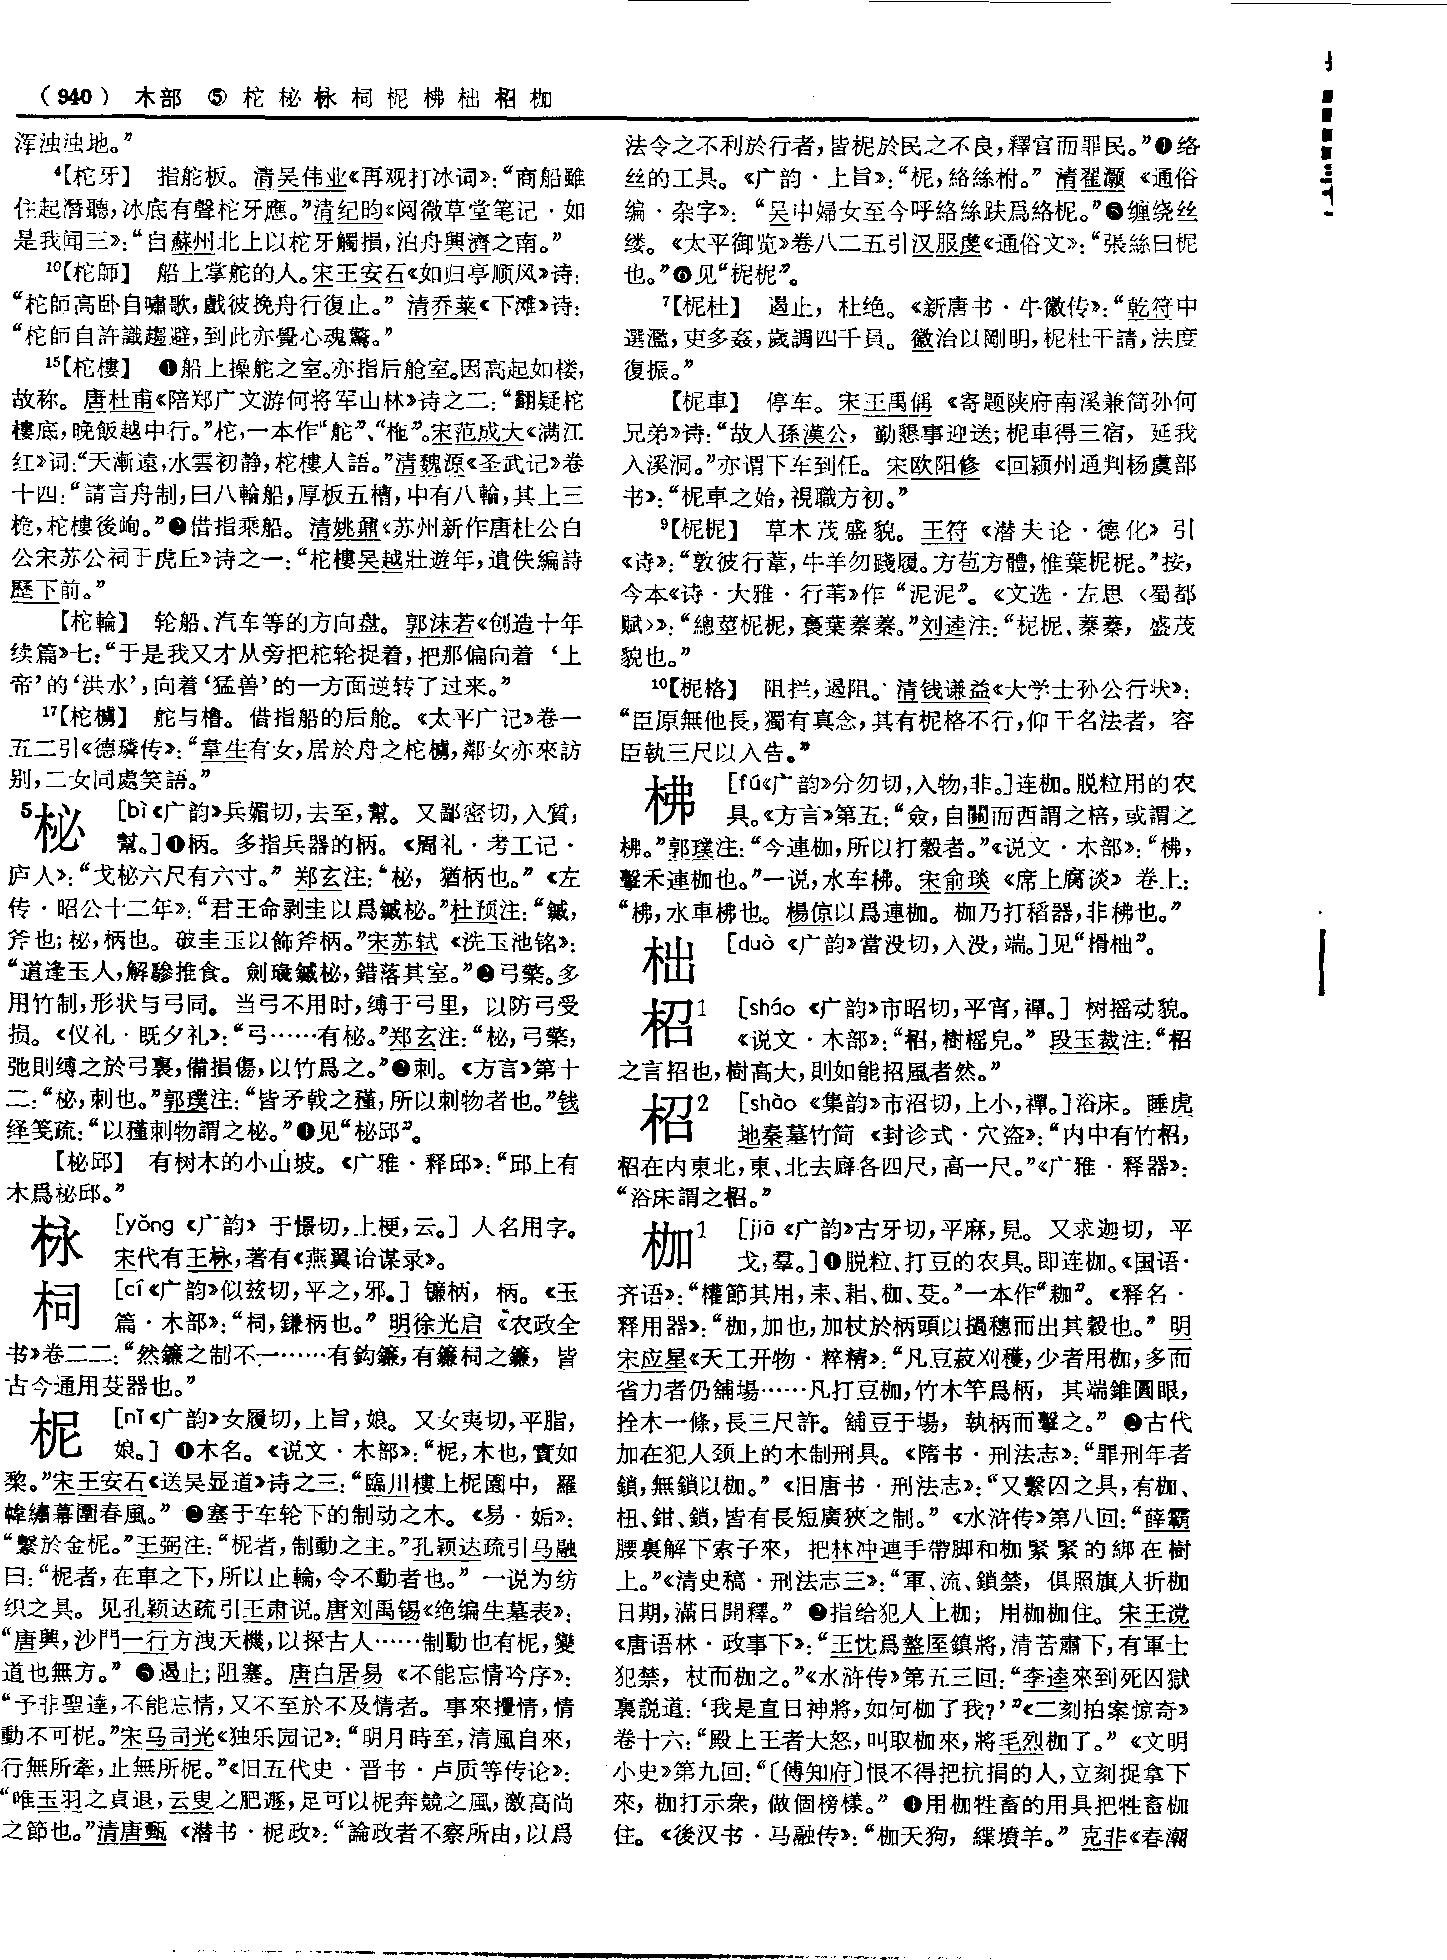 （940） 木部 ⑤ 柁 柲 栐 柌 柅 柫 柮 柖 枷
浑浊浊地。”
⁴【柁牙】 指舵板。清吴伟业《再观打冰词》：“商船雖
住起潛聽，冰底有聲柁牙應。”清纪昀《阅微草堂笔记·如
是我闻三》：“自蘇州北上以柁牙觸損，泊舟興濟之南。”
¹⁰【柁師】 船上掌舵的人。宋王安石《如归亭顺风》诗：
“柁師高卧自嘯歌，戲彼挽舟行復止。” 清乔莱《下滩》诗：
“柁師自許識趨避，到此亦覺心魂驚。”
¹⁵【柁樓】 ❶船上操舵之室。亦指后舱室。因高起如楼，
故称。唐杜甫《陪郑广文游何将军山林》诗之二：“翻疑柁
樓底，晚飯越中行。”柁，一本作“舵”、“柂”。宋范成大《满江
红》词：“天漸遠，水雲初静，柁樓人語。”清魏源《圣武记》卷
十四：“請言舟制，曰八輪船，厚板五槽，中有八輪，其上三
桅，柁樓後峋。”❷借指乘船。清姚鼐《苏州新作唐杜公白
公宋苏公祠于虎丘》诗之一：“柁樓吴越壯遊年，遺佚編詩
歷下前。”
【柁輪】 轮船、汽车等的方向盘。郭沫若《创造十年
续篇》七：“于是我又才从旁把柁轮捉着，把那偏向着‘上
帝’的‘洪水’，向着‘猛兽’的一方面逆转了过来。”
¹⁷【柁樐】 舵与橹。借指船的后舱。《太平广记》卷一
五二引《德璘传》：“韋生有女，居於舟之柁樐，鄰女亦來訪
别，二女同處笑語。”
⁵柲 [bì《广韵》兵媚切，去至，幫。又鄙密切，入質，
幫。]❶柄。多指兵器的柄。《周礼·考工记·
庐人》：“戈柲六尺有六寸。”郑玄注：“柲，猶柄也。”《左
传·昭公十二年》：“君王命剥圭以爲鏚柲。”杜预注：“鏚，
斧也；柲，柄也。破圭玉以飾斧柄。”宋苏轼《洗玉池铭》：
“道逢玉人，解驂推食。劍璏鏚柲，錯落其室。”❷弓檠。多
用竹制，形状与弓同。当弓不用时，缚于弓里，以防弓受
损。《仪礼·既夕礼》：“弓……有柲。”郑玄注：“柲，弓檠，
弛則缚之於弓裏，備損傷，以竹爲之。”❸刺。《方言》第十
二：“柲，刺也。”郭璞注：“皆矛戟之矜，所以刺物者也。”钱
绎笺疏：“以矜刺物謂之柲。”❹见“柲邱”。
【柲邱】 有树木的小山坡。《广雅·释邱》：“邱上有
木爲柲邱。”
栐 [yǒng《广韵》于憬切，上梗，云。]人名用字。
宋代有王栐，著有《燕翼诒谋录》。
柌 [cí《广韵》似兹切，平之，邪。]镰柄，柄。《玉
篇·木部》：“柌，鎌柄也。”明徐光启《农政全
书》卷二二：“然鐮之制不一……有鈎鐮，有鐮柌之鐮，皆
古今通用芟器也。”
柅 [nǐ《广韵》女履切，上旨，娘。又女夷切，平脂，
娘。] ❶木名。《说文·木部》：“柅，木也，實如
棃。”宋王安石《送吴显道》诗之三：“臨川樓上柅園中，羅
幃繡幕圍春風。”❷塞于车轮下的制动之木。《易·姤》：
“繫於金柅。”王弼注：“柅者，制動之主。”孔颖达疏引马融
曰：“柅者，在車之下，所以止輪，令不動者也。”一说为纺
织之具。见孔颖达疏引王肃说。唐刘禹锡《绝编生墓表》：
“唐興，沙門一行方洩天機，以探古人……制動也有柅，變
道也無方。”❸遏止；阻塞。唐白居易《不能忘情吟序》：
“予非聖達，不能忘情，又不至於不及情者。事來攪情，情
動不可柅。”宋马司光《独乐园记》：“明月時至，清風自來，
行無所牽，止無所柅。”《旧五代史·晋书·卢质等传论》：
“唯玉羽之貞退，云叟之肥遯，足可以柅奔競之風，激高尚
之節也。”清唐甄《潜书·柅政》：“論政者不察所由，以爲
法令之不利於行者，皆柅於民之不良，釋官而罪民。”❹络
丝的工具。《广韵·上旨》：“柅，絡絲柎。”清翟灏《通俗
编·杂字》：“吴中婦女至今呼絡絲趺爲絡柅。”❺缠绕丝
缕。《太平御览》卷八二五引汉服虔《通俗文》：“張絲曰柅
也。”❻见“柅柅”。
⁷【柅杜】 遏止，杜绝。《新唐书·牛徽传》：“乾符中
選濫，吏多姦，歲調四千員。徽治以剛明，柅杜干請，法度
復振。”
【柅車】 停车。宋王禹偁《寄题陕府南溪兼简孙何
兄弟》诗：“故人孫漢公，勤懇事迎送；柅車得三宿，延我
入溪洞。”亦谓下车到任。宋欧阳修《回颍州通判杨虞部
书》：“柅車之始，視職方初。”
⁹【柅柅】 草木茂盛貌。王符《潜夫论·德化》引
《诗》：“敦彼行葦，牛羊勿踐履。方苞方體，惟葉柅柅。”按，
今本《诗·大雅·行苇》作“泥泥”。《文选·左思〈蜀都
赋〉》：“總莖柅柅，裛葉蓁蓁。”刘逵注：“柅柅、蓁蓁，盛茂
貌也。”
¹⁰【柅格】 阻拦，遏阻。清钱谦益《大学士孙公行状》：
“臣原無他長，獨有真念，其有柅格不行，仰干名法者，容
臣執三尺以入告。”
柫 [fú《广韵》分勿切，入物，非。]连枷。脱粒用的农
具。《方言》第五：“僉，自關而西謂之棓，或謂之
柫。”郭璞注：“今連枷，所以打穀者。”《说文·木部》：“柫，
擊禾連枷也。”一说，水车柫。宋俞琰《席上腐谈》卷上：
“柫，水車柫也。楊倞以爲連枷。枷乃打稻器，非柫也。”
柮 [duò《广韵》當没切，入没，端。]见“榾柮”。
柖¹ [sháo《广韵》市昭切，平宵，禪。]树摇动貌。
《说文·木部》：“柖，樹榣皃。”段玉裁注：“柖
之言招也，樹高大，則如能招風者然。”
柖² [shào《集韵》市沼切，上小，禪。]浴床。睡虎
地秦墓竹简《封诊式·穴盗》：“内中有竹柖，
柖在内東北，東、北去廦各四尺，高一尺。”《广雅·释器》：
“浴床謂之柖。”
枷¹ [jiā《广韵》古牙切，平麻，見。又求迦切，平
戈，羣。]❶脱粒、打豆的农具。即连枷。《国语·
齐语》：“權節其用，耒、耜、枷、芟。”一本作“耞”。《释名·
释用器》：“枷，加也，加杖於柄頭以撾穗而出其穀也。”明
宋应星《天工开物·粹精》：“凡豆菽刈穫，少者用枷，多而
省力者仍鋪場……凡打豆枷，竹木竿爲柄，其端錐圓眼，
拴木一條，長三尺許。鋪豆于場，執柄而擊之。”❷古代
加在犯人颈上的木制刑具。《隋书·刑法志》：“罪刑年者
鎖，無鎖以枷。”《旧唐书·刑法志》：“又繫囚之具，有枷、
杻、鉗、鎖，皆有長短廣狹之制。”《水浒传》第八回：“薛霸
腰裏解下索子來，把林冲連手帶脚和枷緊緊的綁在樹
上。”《清史稿·刑法志三》：“軍、流、鎖禁，俱照旗人折枷
日期，滿日開釋。”❸指给犯人上枷；用枷枷住。宋王谠
《唐语林·政事下》：“王忱爲盩厔鎮將，清苦肅下，有軍士
犯禁，杖而枷之。”《水浒传》第五三回：“李逵來到死囚獄
裏説道：‘我是直日神將，如何枷了我？’”《二刻拍案惊奇》
卷十六：“殿上王者大怒，叫取枷來，將毛烈枷了。”《文明
小史》第九回：“〔傅知府〕恨不得把抗捐的人，立刻捉拿下
來，枷打示衆，做個榜樣。”❹用枷牲畜的用具把牲畜枷
住。《後汉书·马融传》：“枷天狗，緤墳羊。”克非《春潮